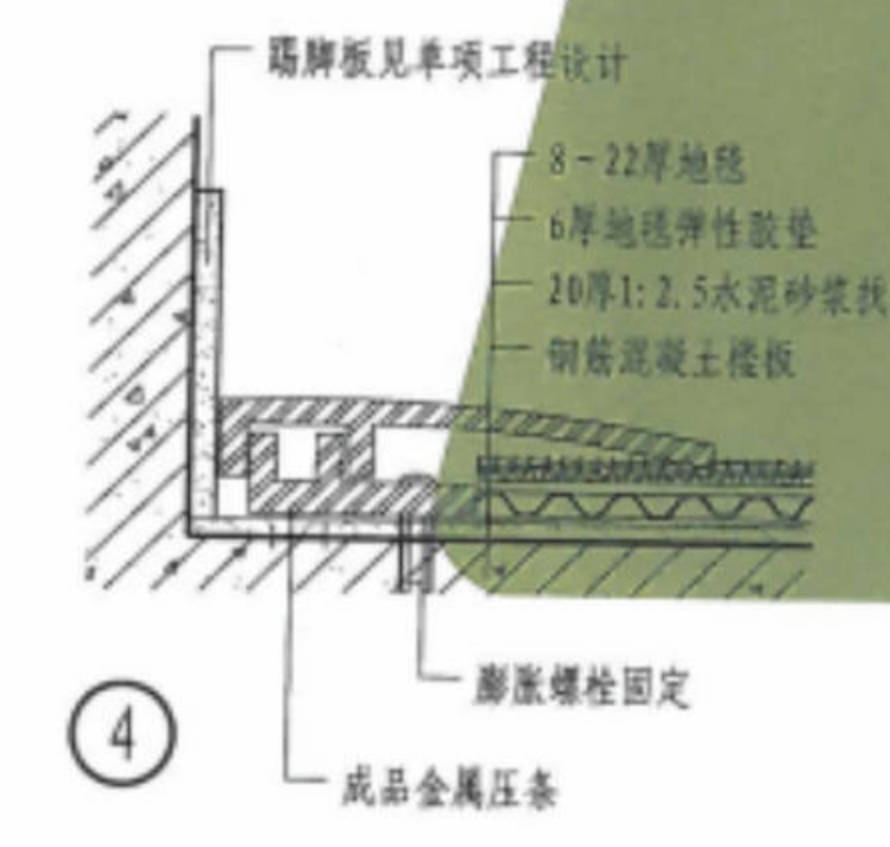 踢脚板见单项工程设计
8-22厚地毯
6厚地毯弹性胶垫
20厚1:2.5水泥砂浆找
钢筋混凝土楼板
膨胀螺栓固定
4
成品金属压条